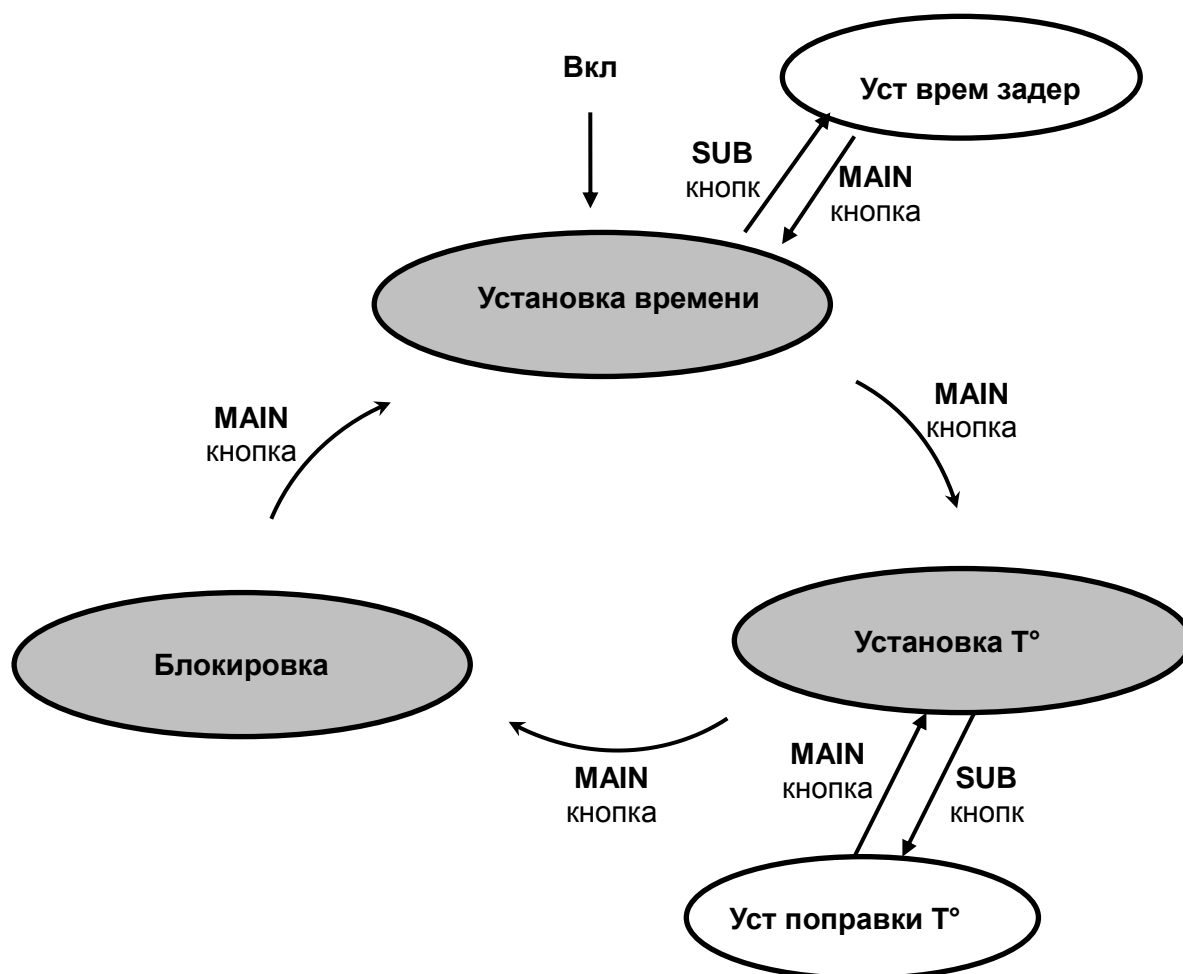 Вкл
Уст врем задер
SUB
кнопк
MAIN
кнопка
Установка времени
MAIN
кнопка
MAIN
кнопка
Блокировка
Установка T°
MAIN
кнопка
MAIN
кнопка
SUB
кнопк
Уст поправки T°